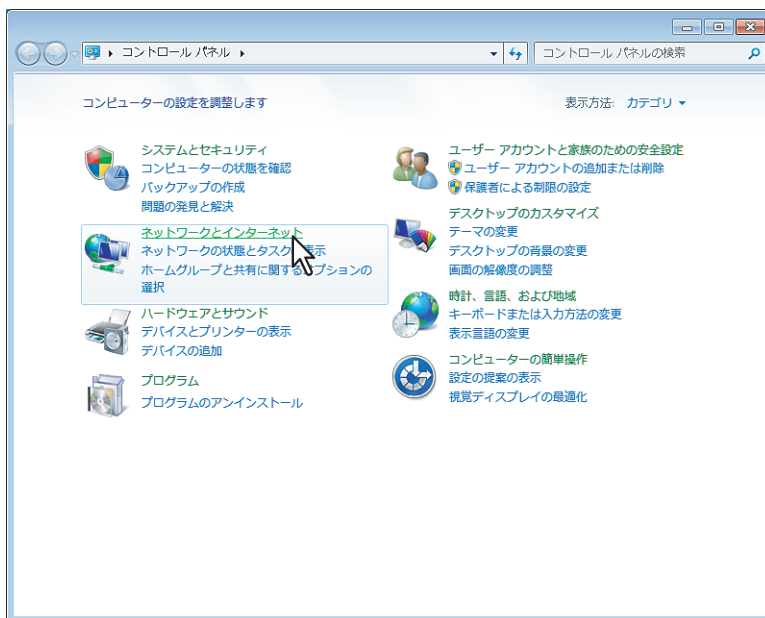 コントロール パネル
コントロール パネルの検索
コンピューターの設定を調整します
表示方法: カテゴリ
システムとセキュリティ
コンピューターの状態を確認
バックアップの作成
問題の発見と解決
ネットワークとインターネット
ネットワークの状態とタスク 表示
ホームグループと共有に関する プションの
選択
ハードウェアとサウンド
デバイスとプリンターの表示
デバイスの追加
プログラム
プログラムのアンインストール
ユーザー アカウントと家族のための安全設定
ユーザー アカウントの追加または削除
保護者による制限の設定
デスクトップのカスタマイズ
テーマの変更
デスクトップの背景の変更
画面の解像度の調整
時計、言語、および地域
キーボードまたは入力方法の変更
表示言語の変更
コンピューターの簡単操作
設定の提案の表示
視覚ディスプレイの最適化